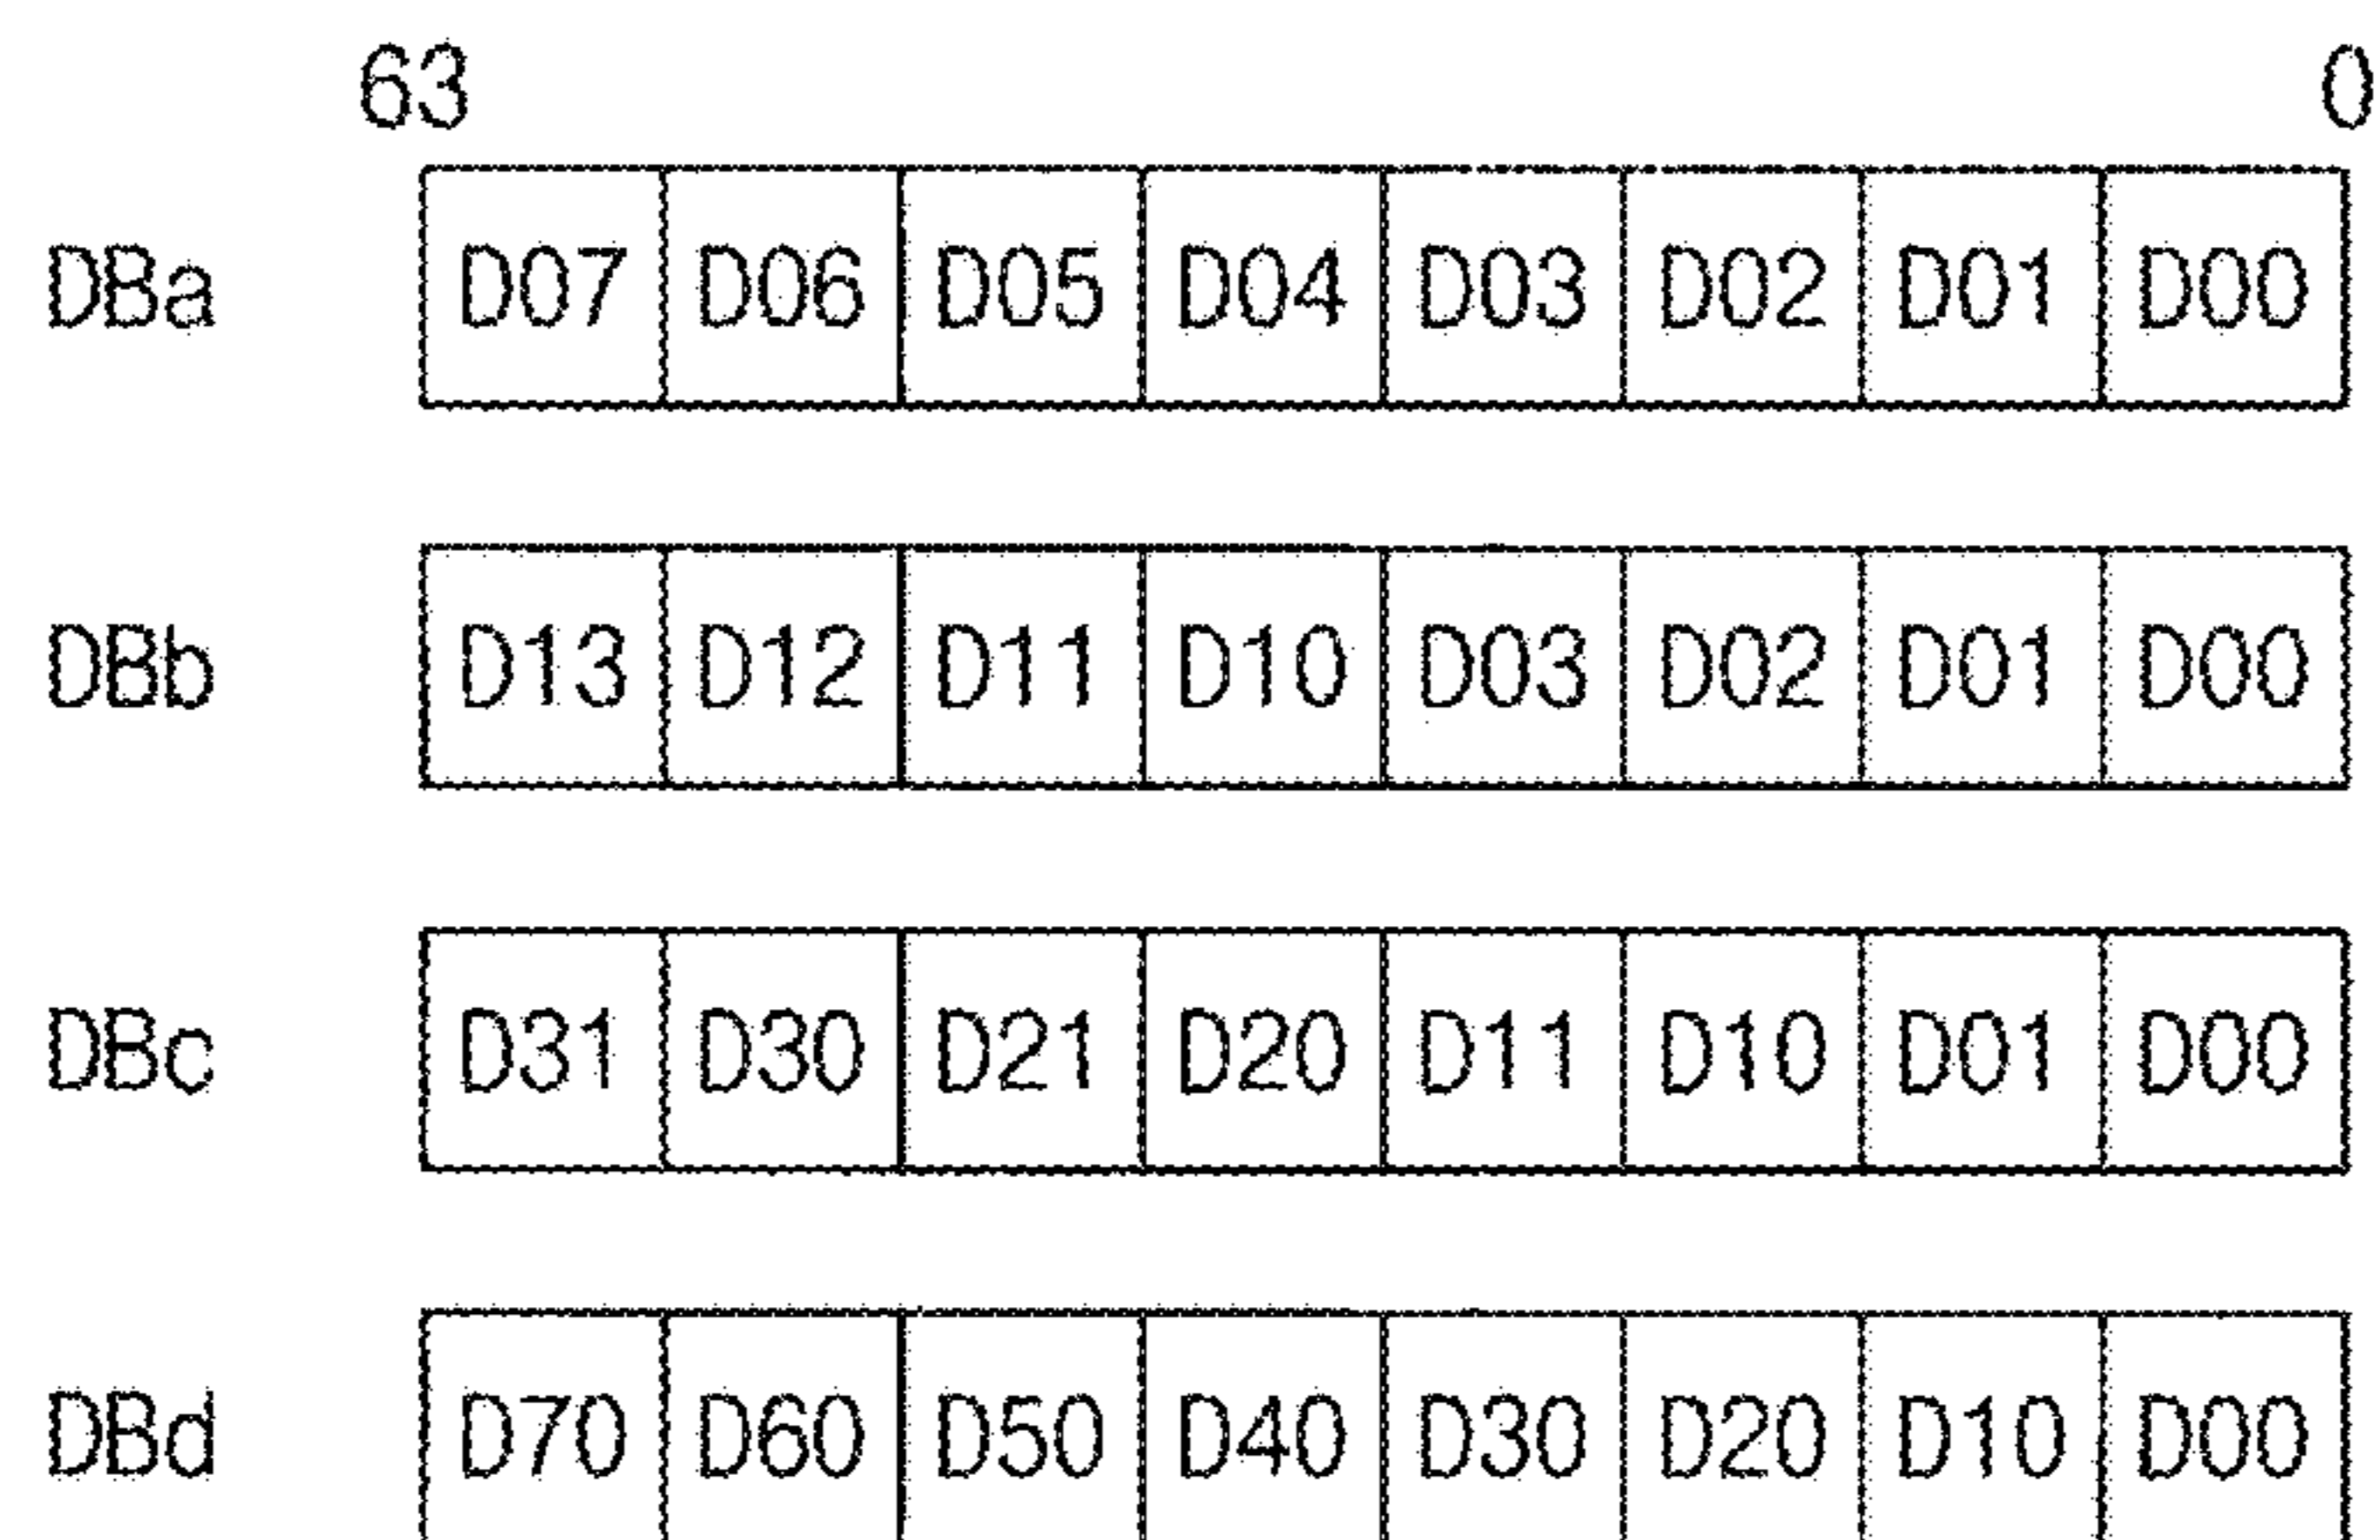 63 0
DBa D07 D06 D05 D04 D03 D02 D01 D00
DBb D13 D12 D11 D10 D03 D02 D01 D00
DBc D31 D30 D21 D20 D11 D10 D01 D00
DBd D70 D60 D50 D40 D30 D20 D10 D00